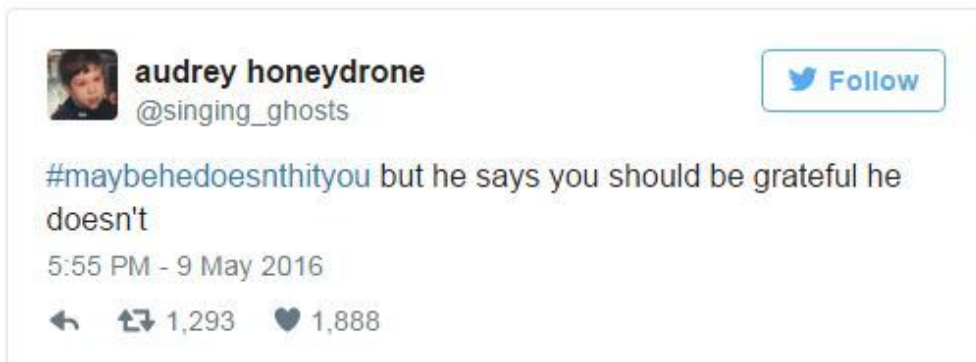 audrey honeydrone
@singing_ghosts
Follow
#maybehedoesnthityou but he says you should be grateful he
doesn't
5:55 PM - 9 May 2016
1,293 1,888